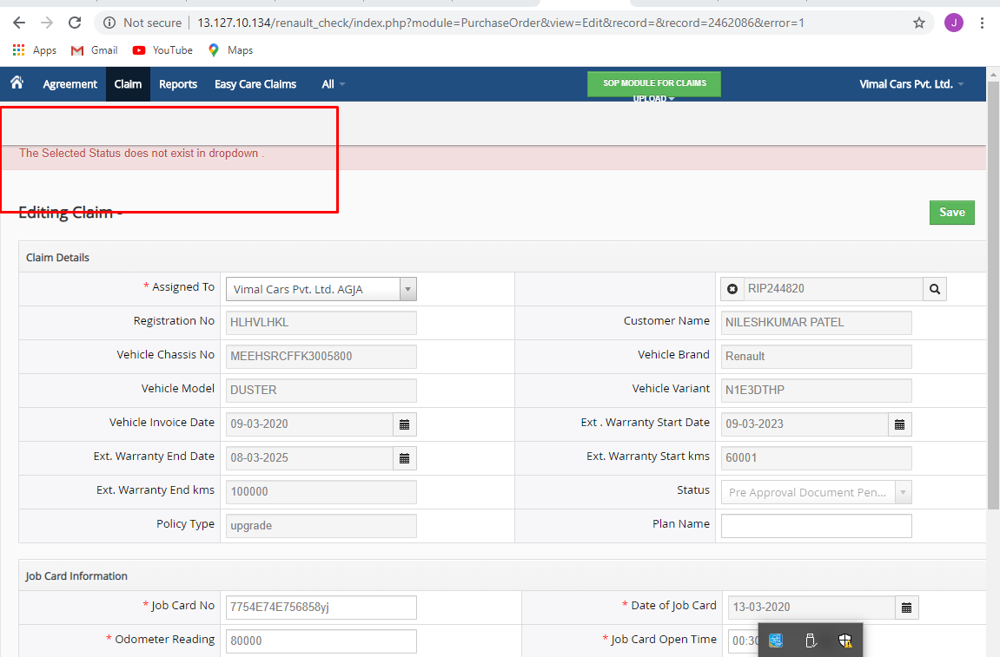 Not secure | 13.127.10.134/renault_check/index.php?module=PurchaseOrder&view=Edit&record=&record=2462086&error=1
J
Apps Gmail YouTube Maps
Agreement Claim Reports Easy Care Claims All SOP MODULE FOR CLAIMS Vimal Cars Pvt. Ltd.
UPLOAD
The Selected Status does not exist in dropdown .
Editing Claim -
Save
Claim Details
* Assigned To Vimal Cars Pvt. Ltd. AGJA RIP244820
Registration No HLHVLHKL Customer Name NILESHKUMAR PATEL
Vehicle Chassis No MEEHSRCFFK3005800 Vehicle Brand Renault
Vehicle Model DUSTER Vehicle Variant N1E3DTHP
Vehicle Invoice Date 09-03-2020 Ext . Warranty Start Date 09-03-2023
Ext. Warranty End Date 08-03-2025 Ext. Warranty Start kms 60001
Ext. Warranty End kms 100000 Status Pre Approval Document Pen...
Policy Type upgrade Plan Name
Job Card Information
* Job Card No 7754E74E756858yj * Date of Job Card 13-03-2020
* Odometer Reading 80000 * Job Card Open Time 00:30